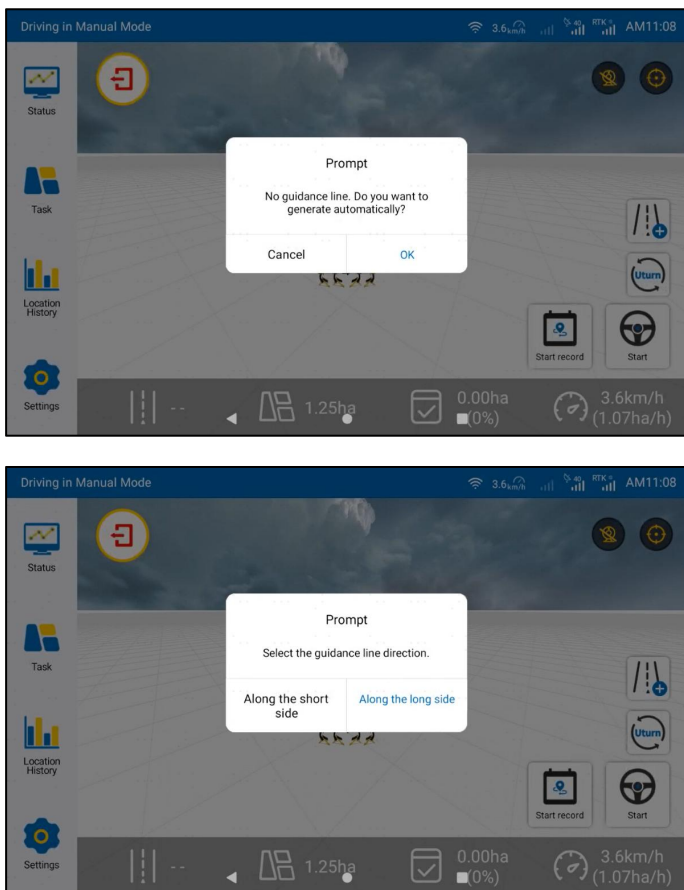 Driving in Manual Mode
3.6km/h
40
RTK
AM11:08
Status
Task
Location
History
Settings
Prompt
No guidance line. Do you want to
generate automatically?
Cancel
OK
Uturn
Start record
Start
--
1.25ha
0.00ha
(0%)
3.6km/h
(1.07ha/h)
Driving in Manual Mode
3.6km/h
40
RTK
AM11:08
Status
Task
Location
History
Settings
Prompt
Select the guidance line direction.
Along the short
side
Along the long side
Uturn
Start record
Start
--
1.25ha
0.00ha
(0%)
3.6km/h
(1.07ha/h)